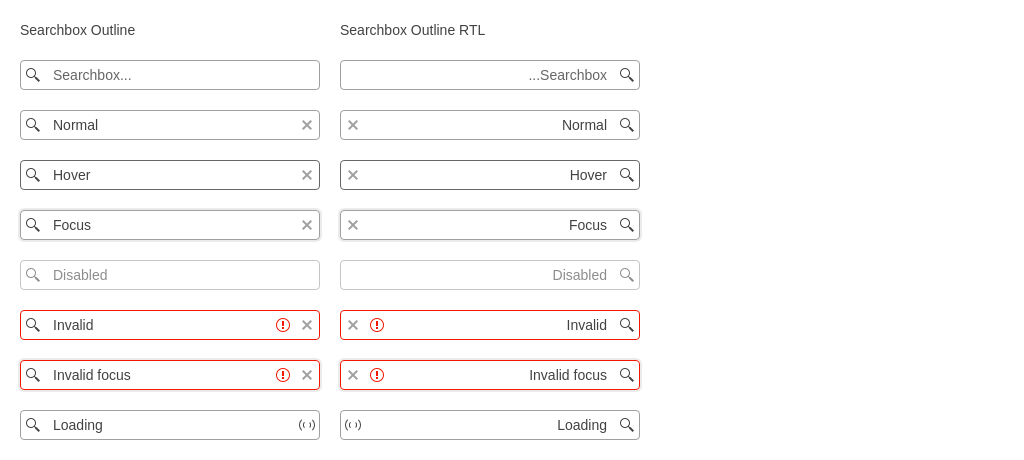 Searchbox Outline
Searchbox Outline RTL
Searchbox...
...Searchbox
Normal
Normal
Hover
Hover
Focus
Focus
Disabled
Disabled
Invalid
Invalid
Invalid focus
Invalid focus
Loading
Loading